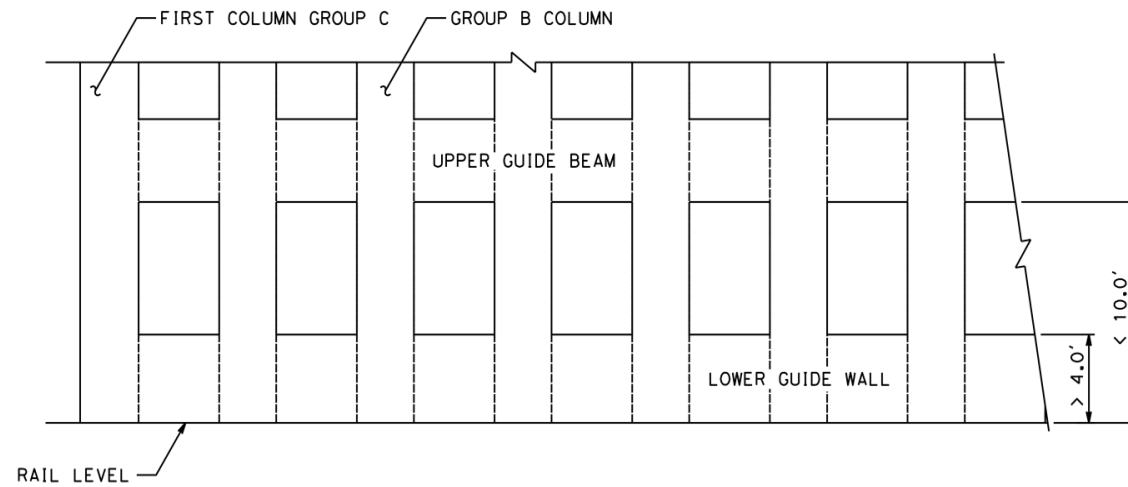 FIRST COLUMN GROUP C
GROUP B COLUMN
UPPER GUIDE BEAM
LOWER GUIDE WALL
> 4.0′
< 10.0′
RAIL LEVEL